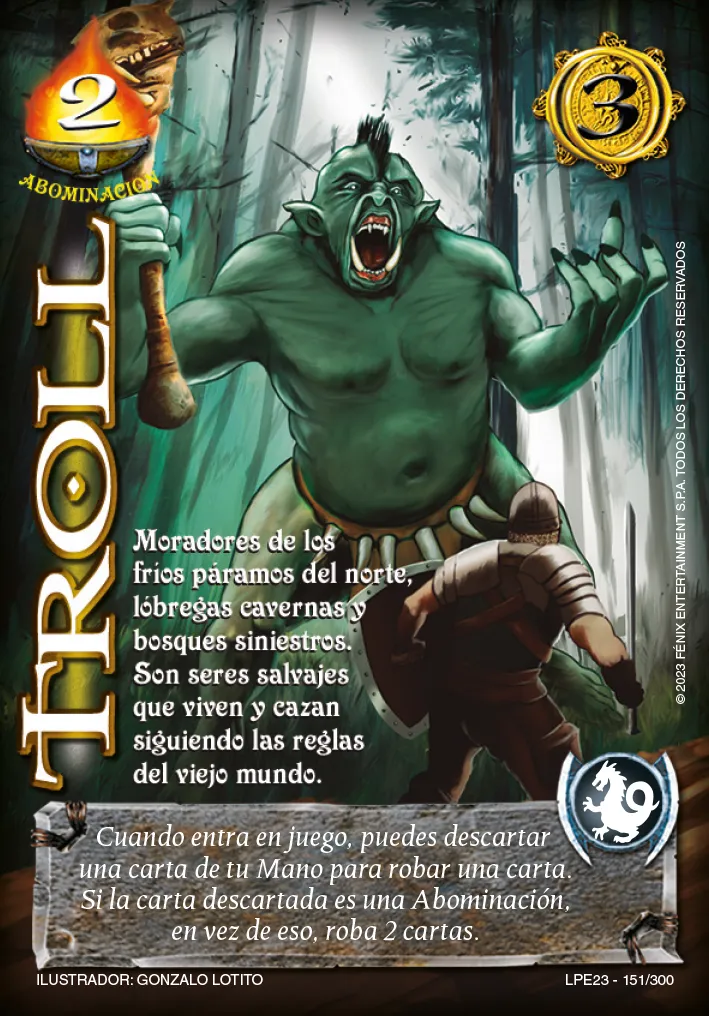 2
ABOMINACIÓN
3
TROLL
Moradores de los
fríos páramos del norte,
lóbregas cavernas y
bosques siniestros.
Son seres salvajes
que viven y cazan
siguiendo las reglas
del viejo mundo.
Cuando entra en juego, puedes descartar
una carta de tu Mano para robar una carta.
Si la carta descartada es una Abominación,
en vez de eso, roba 2 cartas.
ILUSTRADOR: GONZALO LOTITO
LPE23 - 151/300
© 2023 FÉNIX ENTERTAINMENT S.P.A. TODOS LOS DERECHOS RESERVADOS